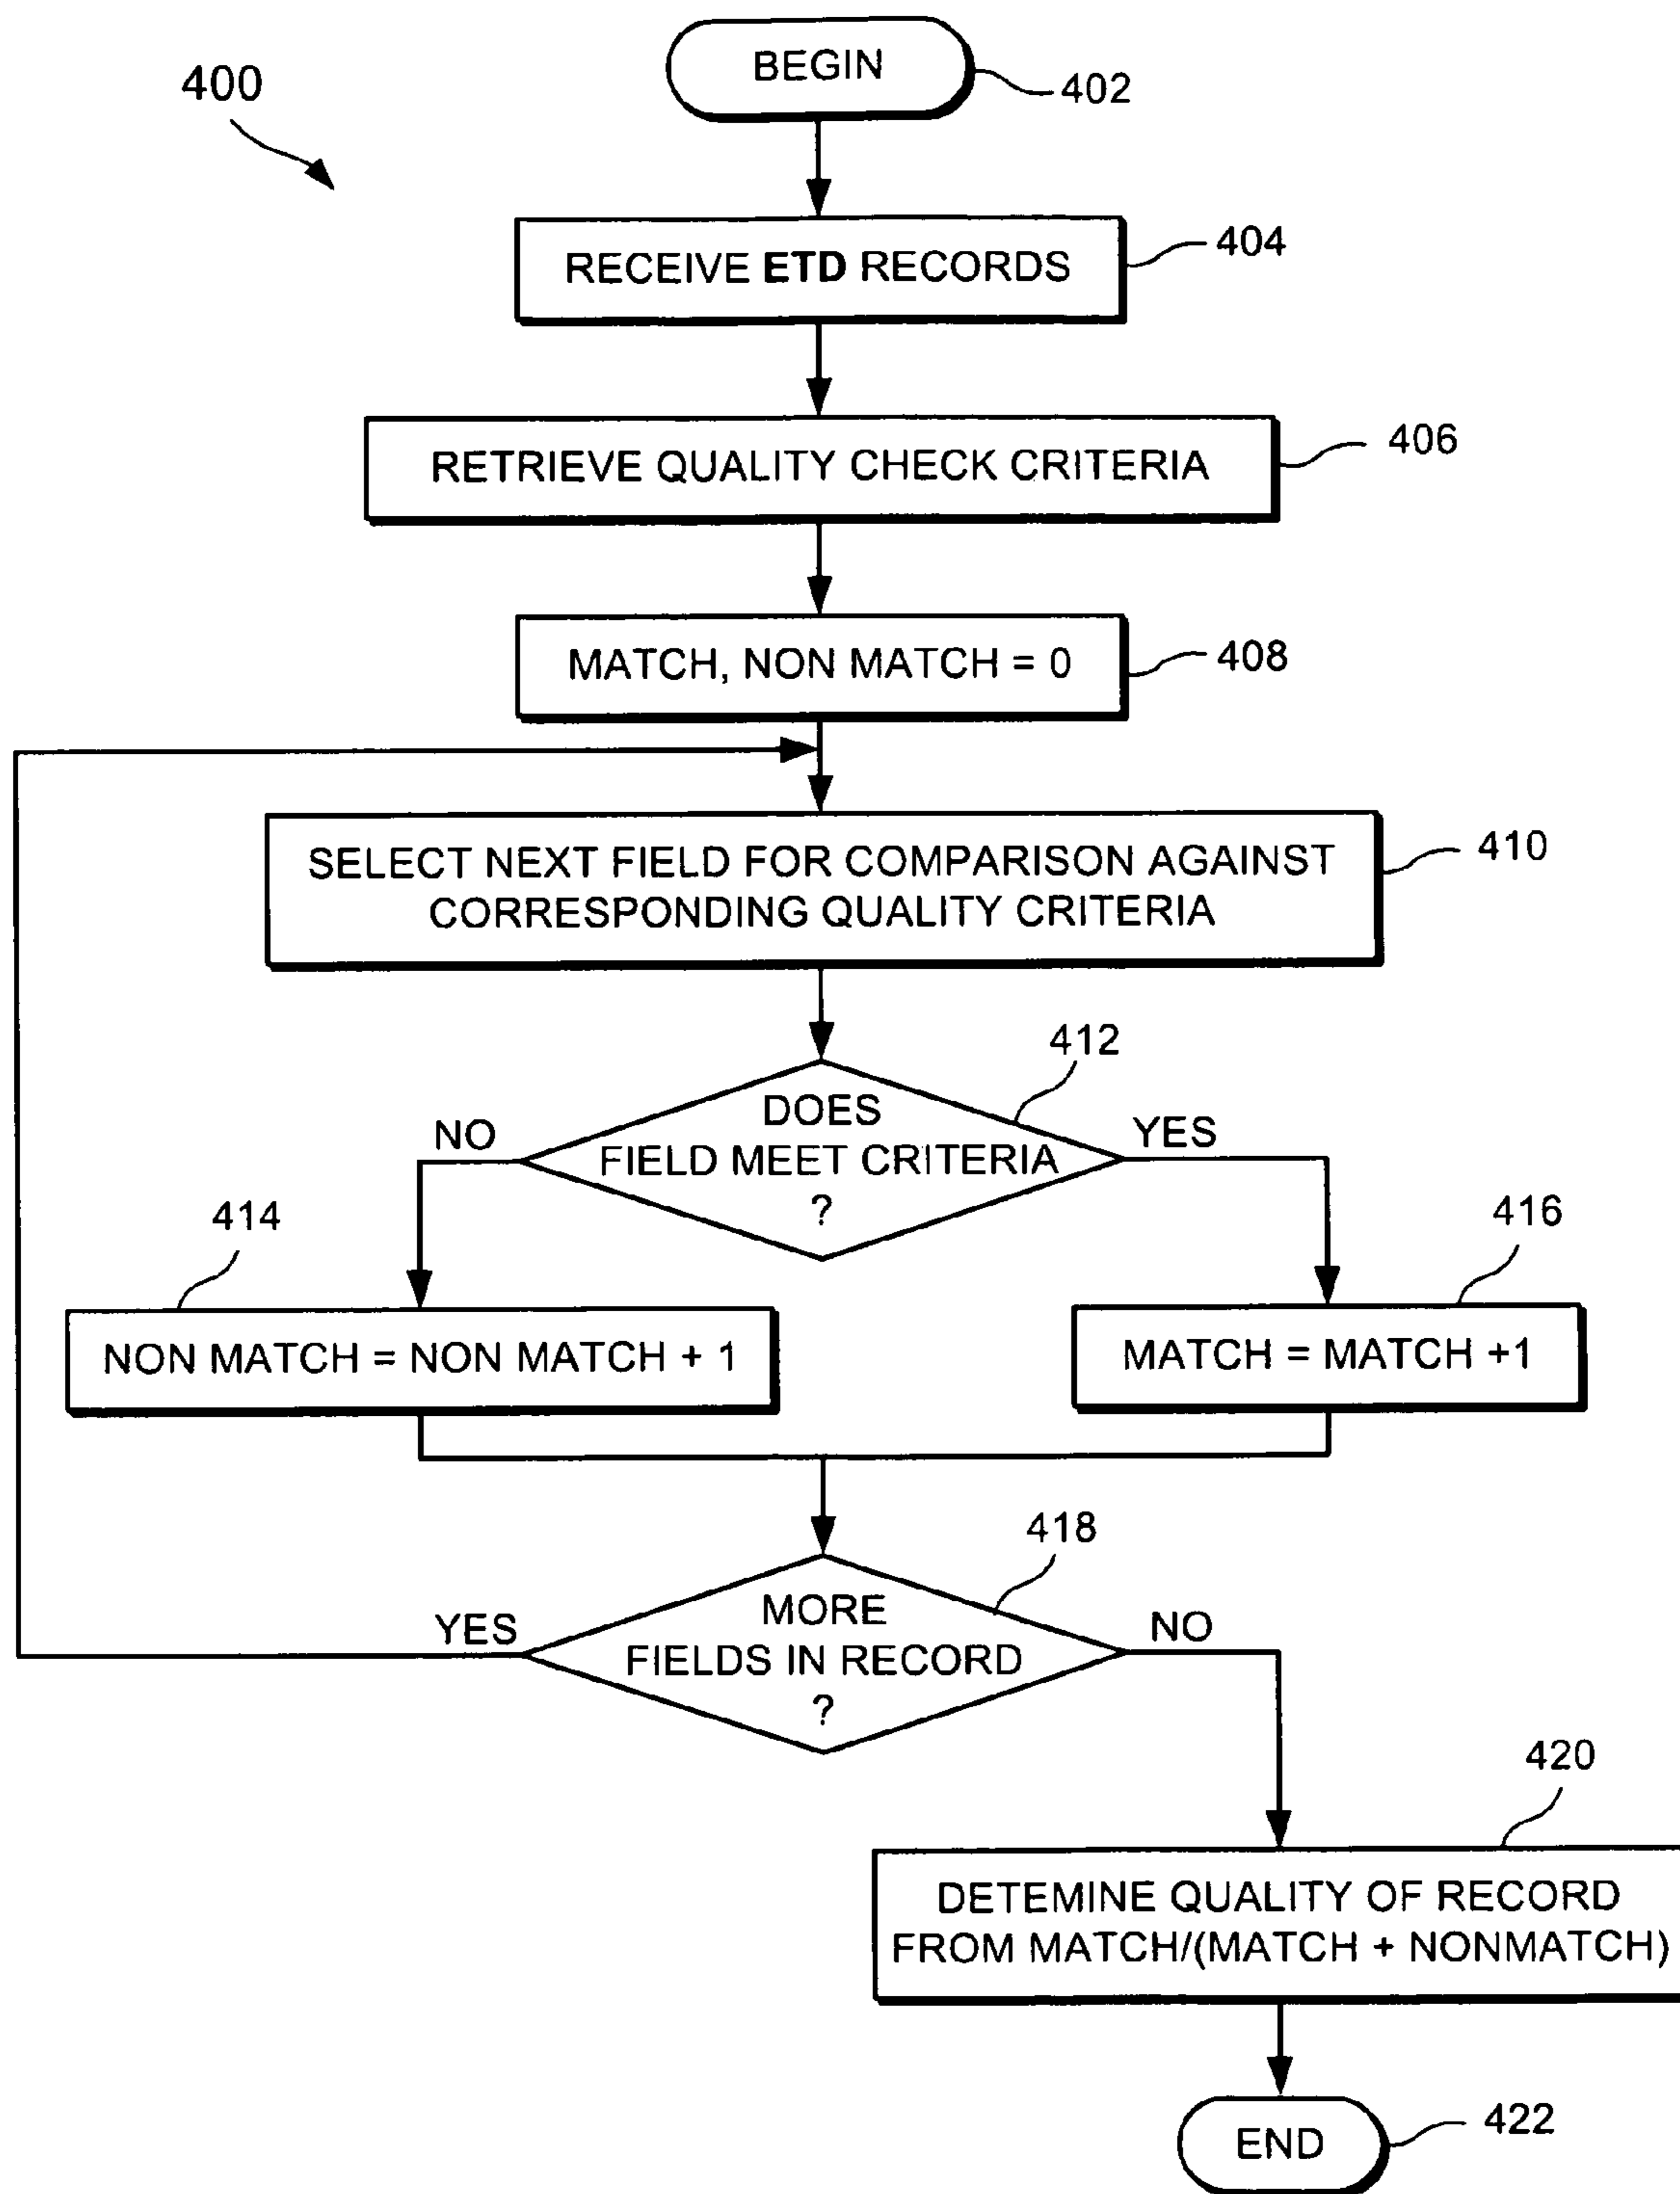 400
BEGIN
402
RECEIVE ETD RECORDS
404
RETRIEVE QUALITY CHECK CRITERIA
406
MATCH, NON MATCH = 0
408
SELECT NEXT FIELD FOR COMPARISON AGAINST
CORRESPONDING QUALITY CRITERIA
410
412
DOES
FIELD MEET CRITERIA
?
NO
YES
414
416
NON MATCH = NON MATCH + 1
MATCH = MATCH +1
418
MORE
FIELDS IN RECORD
?
YES
NO
420
DETEMINE QUALITY OF RECORD
FROM MATCH/(MATCH + NONMATCH)
END
422